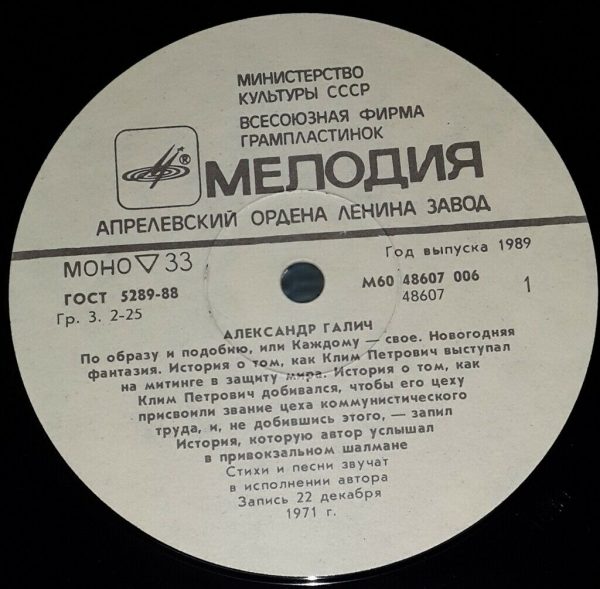 МИНИСТЕРСТВО
КУЛЬТУРЫ СССР
ВСЕСОЮЗНАЯ ФИРМА
ГРАМПЛАСТИНОК
®
МЕЛОДИЯ
АПРЕЛЕВСКИЙ ОРДЕНА ЛЕНИНА ЗАВОД
МОНО ▽ 33
Год выпуска 1989
ГОСТ 5289-88
М60 48607 006
Гр. 3. 2-25
48607
1
АЛЕКСАНДР ГАЛИЧ
По образу и подобию, или Каждому — свое. Новогодняя
фантазия. История о том, как Клим Петрович выступал
на митинге в защиту мира. История о том, как
Клим Петрович добивался, чтобы его цеху
присвоили звание цеха коммунистического
труда, и, не добившись этого, — запил
История, которую автор услышал
в привокзальном шалмане
Стихи и песни звучат
в исполнении автора
Запись 22 декабря
1971 г.